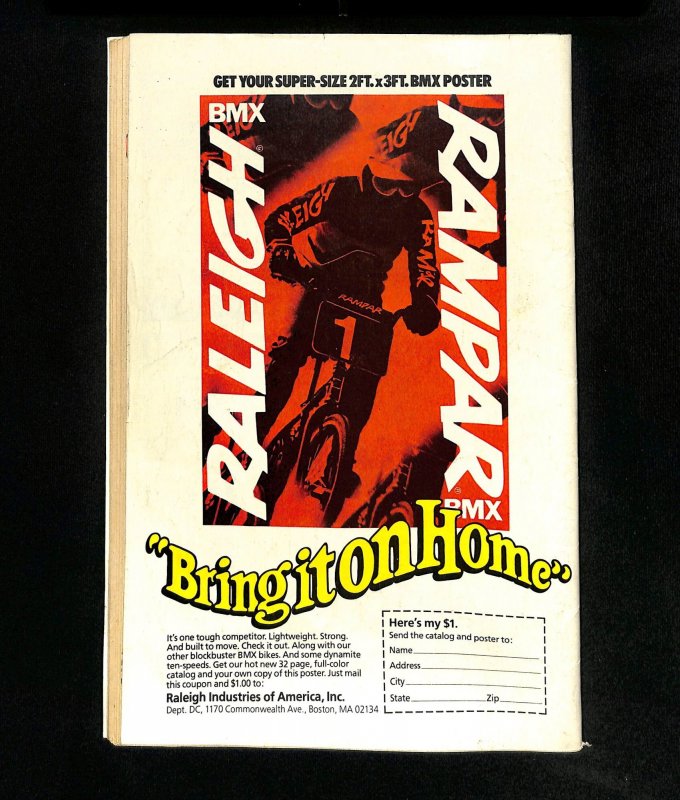 GET YOUR SUPER-SIZE 2FT. x 3FT. BMX POSTER
BMX
RALEIGH
RAMPAR
BMX
RALEIGH
RAMPAR
RAMPAR
1
"Bring it on Home"
It's one tough competitor. Lightweight. Strong.
And built to move. Check it out. Along with our
other blockbuster BMX bikes. And some dynamite
ten-speeds. Get our hot new 32 page, full-color
catalog and your own copy of this poster. Just mail
this coupon and $1.00 to:
Raleigh Industries of America, Inc.
Dept. DC, 1170 Commonwealth Ave., Boston, MA 02134
Here's my $1.
Send the catalog and poster to:
Name
Address
City
State Zip